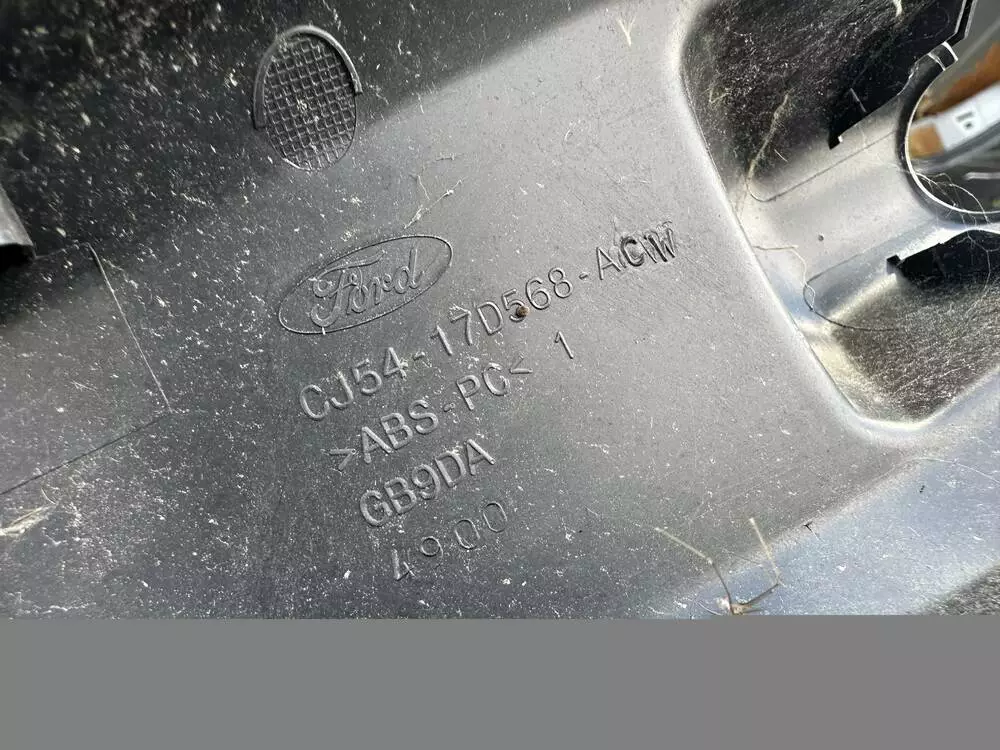 Ford
CJ54-17D568-ACW
>ABS-PC< 1
GB9DA
4900